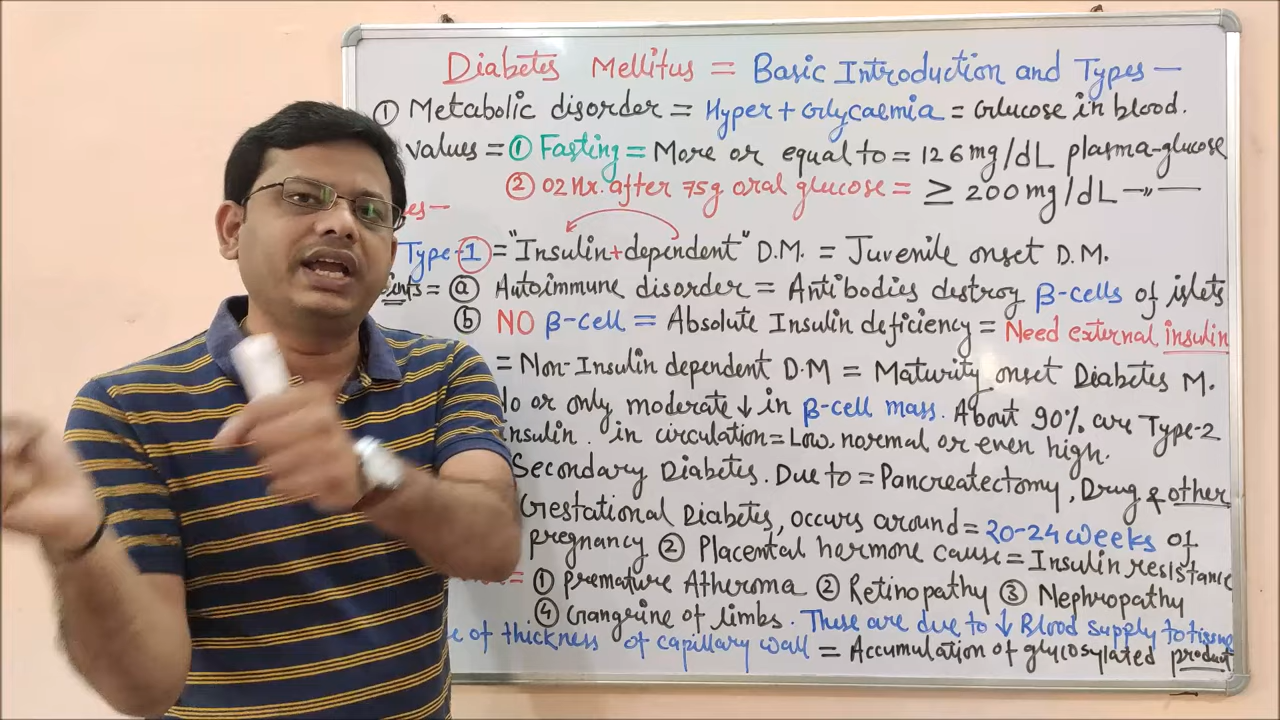 Diabetes Mellitus = Basic Introduction and Types —
① Metabolic disorder = Hyper + Glycaemia = Glucose in blood.
values = ① Fasting = More or equal to = 126 mg/dL plasma-glucose
② 02 Hr. after 75g oral glucose = ≥ 200 mg/dL —„—
Type-1 = "Insulin+dependent" D.M. = Juvenile onset D.M.
= ⓐ Autoimmune disorder = Antibodies destroy β-cells of islets
ⓑ NO β-cell = Absolute Insulin deficiency = Need external insulin
= Non-Insulin dependent D.M = Maturity onset Diabetes M.
or only moderate ↓ in β-cell mass. About 90% are Type-2
insulin. in circulation = Low, normal or even high.
Secondary Diabetes. Due to = Pancreatectomy, Drug & other
Gestational Diabetes, occurs around = 20-24 weeks of
pregnancy ② Placental hormone cause = Insulin resistance
= ① premature Atheroma ② Retinopathy ③ Nephropathy
④ Gangrine of limbs. These are due to ↓ Blood supply to tissue
of thickness of capillary wall = Accumulation of glycosylated product